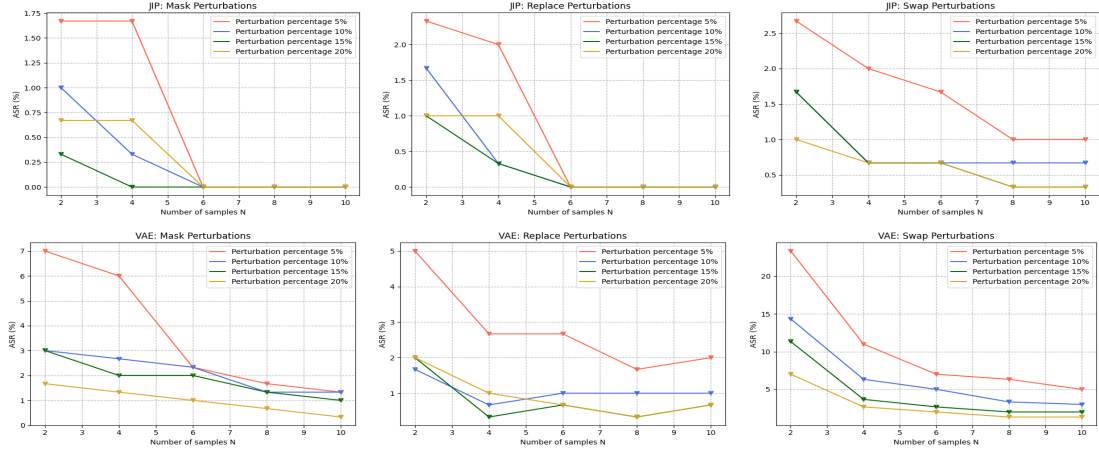 JIP: Mask Perturbations
1.75
1.50
1.25
1.00
0.75
0.50
0.25
0.00
ASR (%)
2 3 4 5 6 7 8 9 10
Number of samples N
Perturbation percentage 5%
Perturbation percentage 10%
Perturbation percentage 15%
Perturbation percentage 20%
JIP: Replace Perturbations
2.0
1.5
1.0
0.5
0.0
ASR (%)
2 3 4 5 6 7 8 9 10
Number of samples N
Perturbation percentage 5%
Perturbation percentage 10%
Perturbation percentage 15%
Perturbation percentage 20%
JIP: Swap Perturbations
2.5
2.0
1.5
1.0
0.5
ASR (%)
2 3 4 5 6 7 8 9 10
Number of samples N
Perturbation percentage 5%
Perturbation percentage 10%
Perturbation percentage 15%
Perturbation percentage 20%
VAE: Mask Perturbations
7
6
5
4
3
2
1
0
ASR (%)
2 3 4 5 6 7 8 9 10
Number of samples N
Perturbation percentage 5%
Perturbation percentage 10%
Perturbation percentage 15%
Perturbation percentage 20%
VAE: Replace Perturbations
5
4
3
2
1
ASR (%)
2 3 4 5 6 7 8 9 10
Number of samples N
Perturbation percentage 5%
Perturbation percentage 10%
Perturbation percentage 15%
Perturbation percentage 20%
VAE: Swap Perturbations
20
15
10
5
ASR (%)
2 3 4 5 6 7 8 9 10
Number of samples N
Perturbation percentage 5%
Perturbation percentage 10%
Perturbation percentage 15%
Perturbation percentage 20%